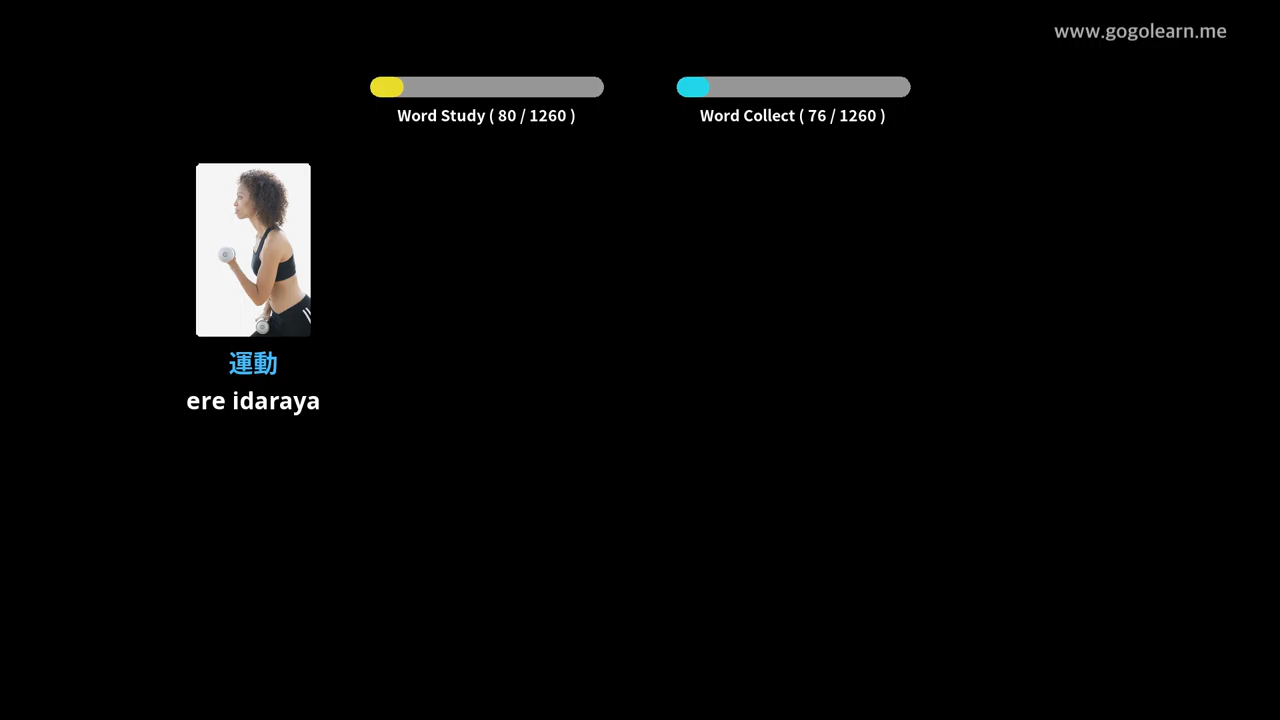 www.gogolearn.me
Word Study ( 80 / 1260 )
Word Collect ( 76 / 1260 )
運動
ere idaraya